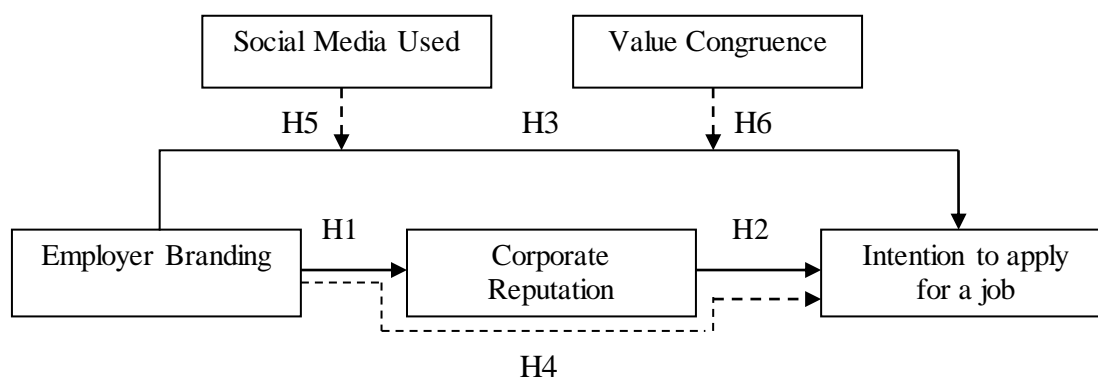 Social Media Used
Value Congruence
H5
H3
H6
H1
H2
Employer Branding
Corporate
Reputation
Intention to apply
for a job
H4